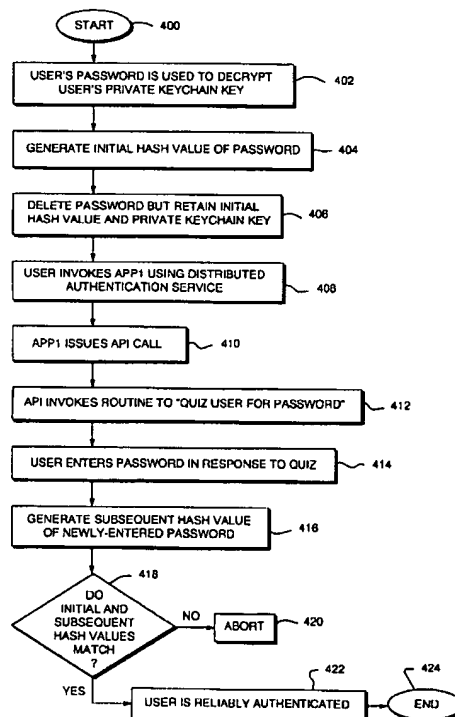 START
400
USER'S PASSWORD IS USED TO DECRYPT
USER'S PRIVATE KEYCHAIN KEY
402
GENERATE INITIAL HASH VALUE OF PASSWORD
404
DELETE PASSWORD BUT RETAIN INITIAL
HASH VALUE AND PRIVATE KEYCHAIN KEY
406
USER INVOKES APP1 USING DISTRIBUTED
AUTHENTICATION SERVICE
408
APP1 ISSUES API CALL
410
API INVOKES ROUTINE TO "QUIZ USER FOR PASSWORD"
412
USER ENTERS PASSWORD IN RESPONSE TO QUIZ
414
GENERATE SUBSEQUENT HASH VALUE
OF NEWLY-ENTERED PASSWORD
416
418
DO
INITIAL AND
SUBSEQUENT
HASH VALUES
MATCH
?
NO
ABORT
420
YES
422
USER IS RELIABLY AUTHENTICATED
424
END